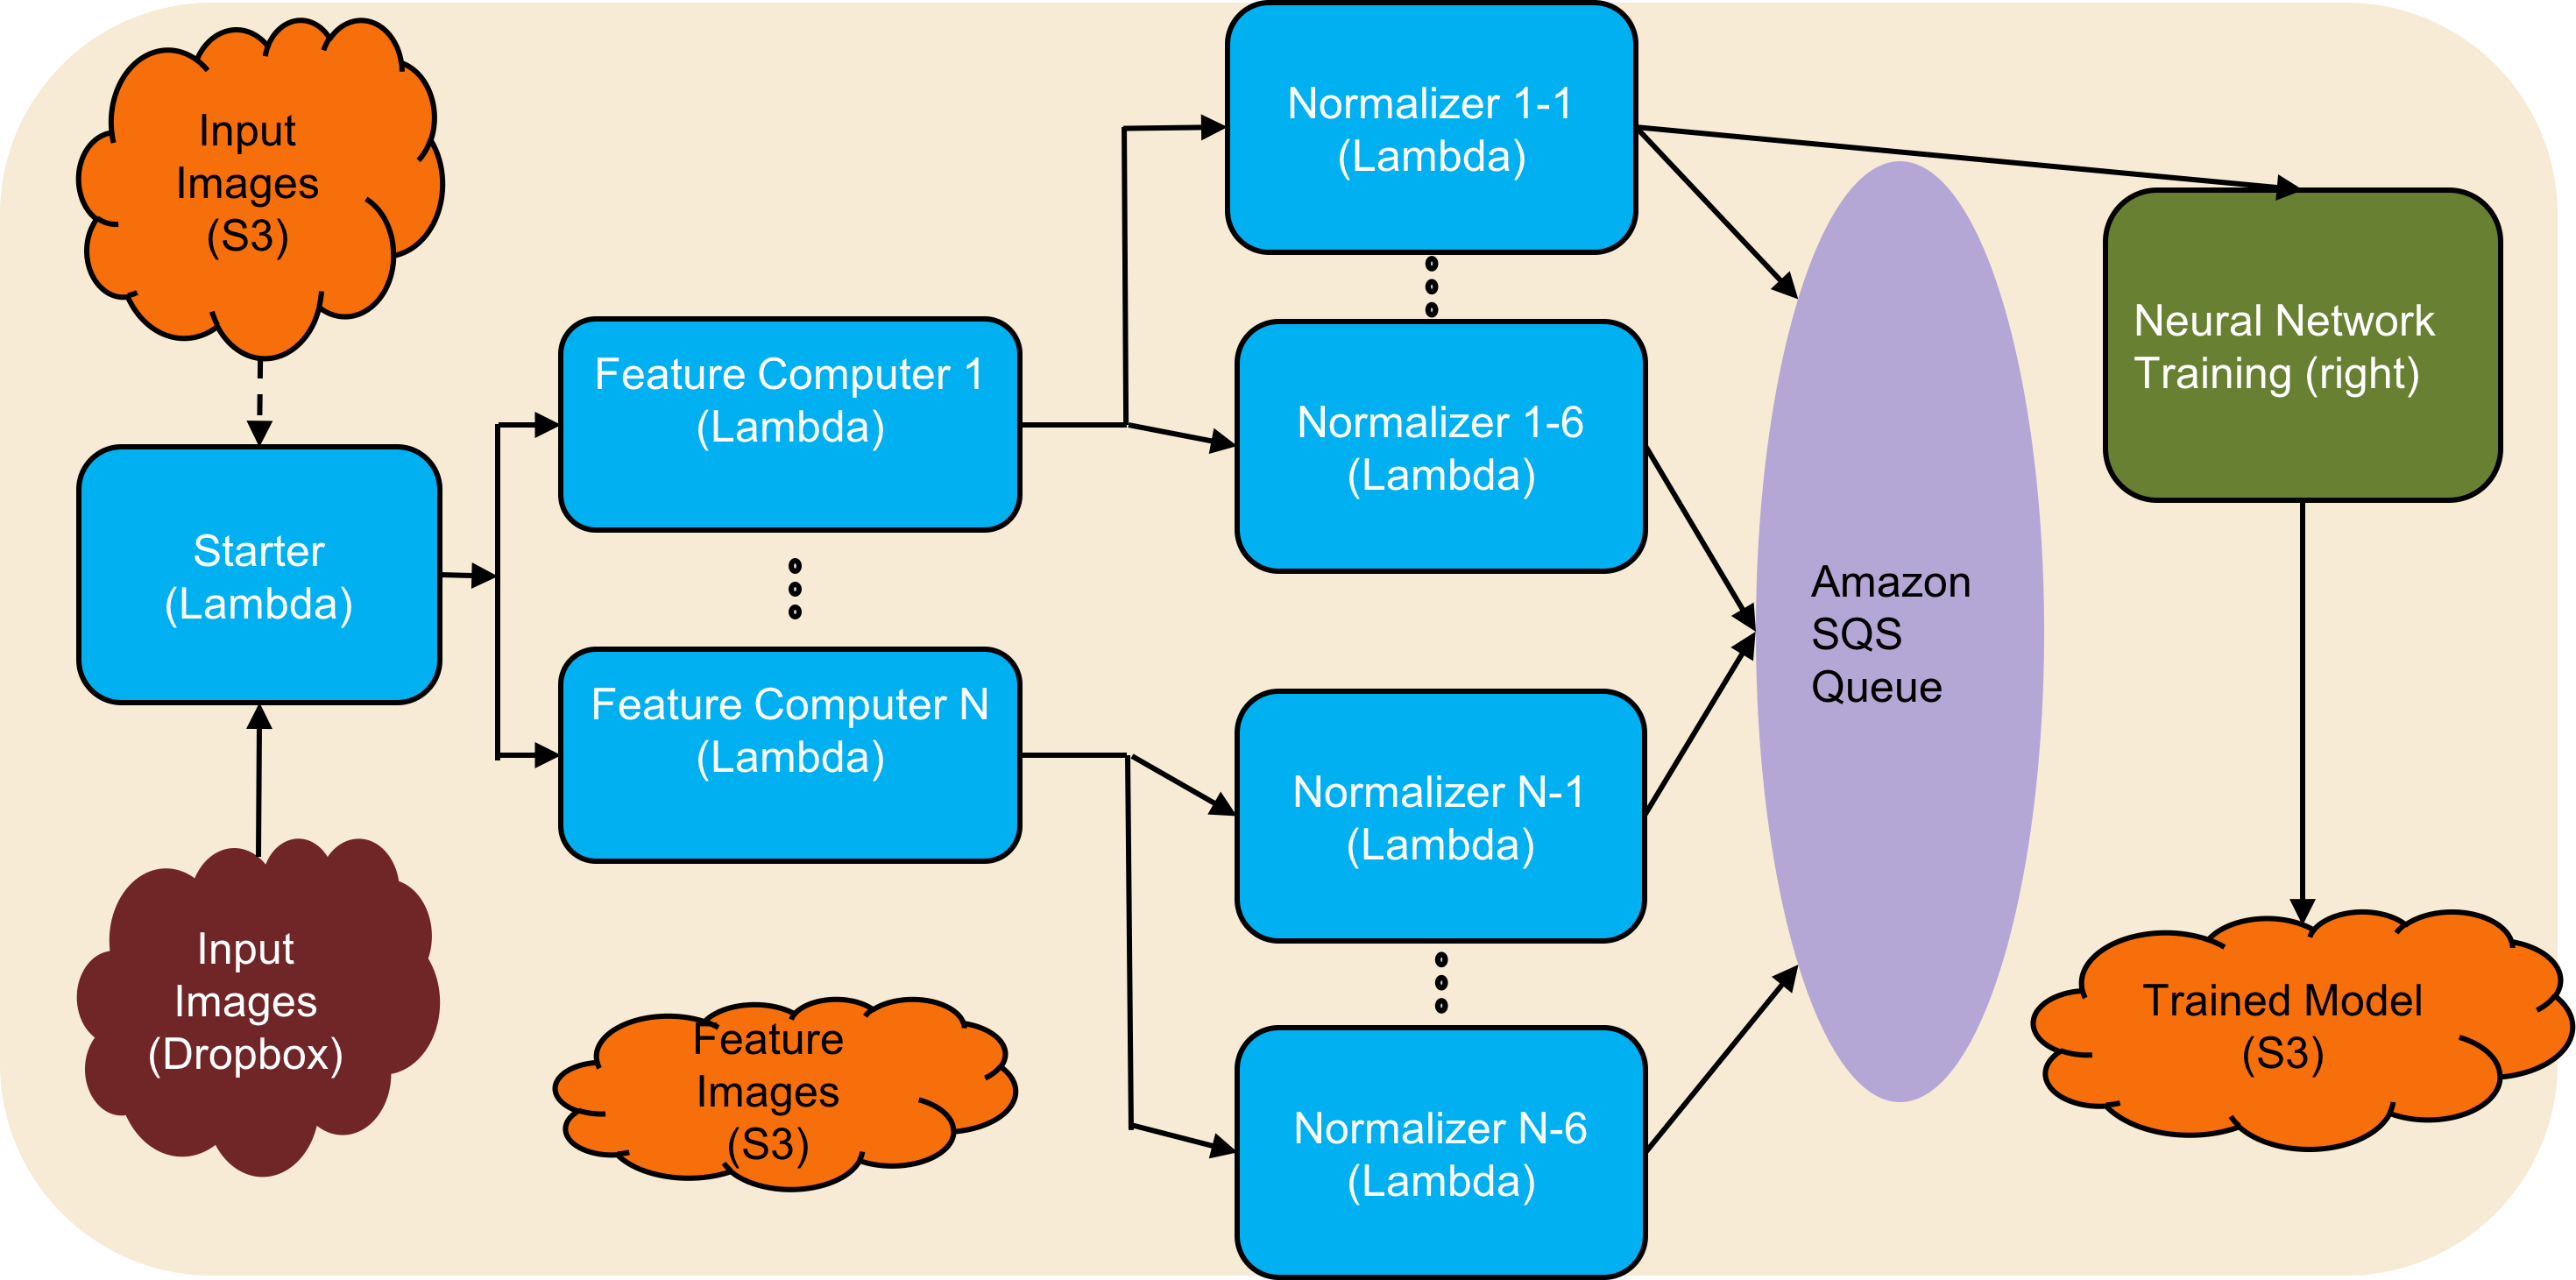 Input
Images
(S3)
Starter
(Lambda)
Input
Images
(Dropbox)
Feature Computer 1
(Lambda)
Feature Computer N
(Lambda)
Feature
Images
(S3)
Normalizer 1-1
(Lambda)
Normalizer 1-6
(Lambda)
Normalizer N-1
(Lambda)
Normalizer N-6
(Lambda)
Amazon
SQS
Queue
Neural Network
Training (right)
Trained Model
(S3)